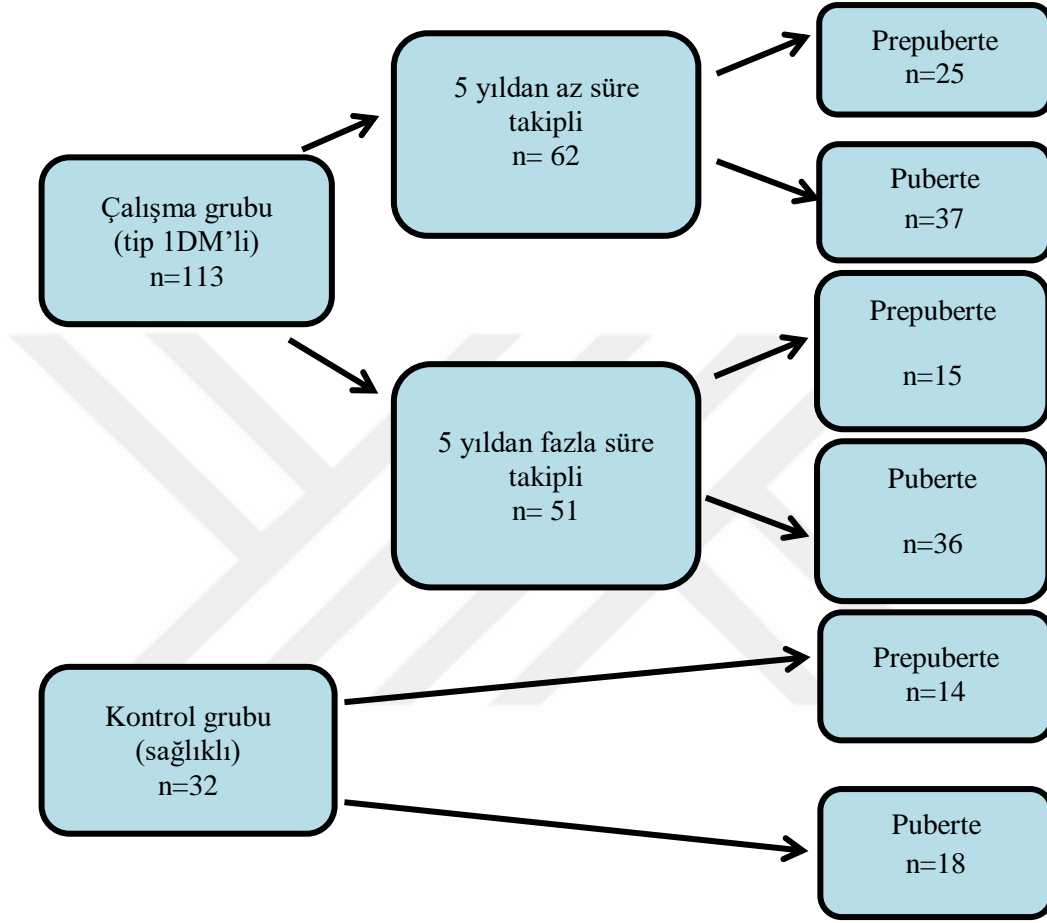 Çalışma grubu
(tip 1DM’li)
n=113
5 yıldan az süre
takipli
n= 62
Prepuberte
n=25
Puberte
n=37
5 yıldan fazla süre
takipli
n= 51
Prepuberte
n=15
Puberte
n=36
Kontrol grubu
(sağlıklı)
n=32
Prepuberte
n=14
Puberte
n=18